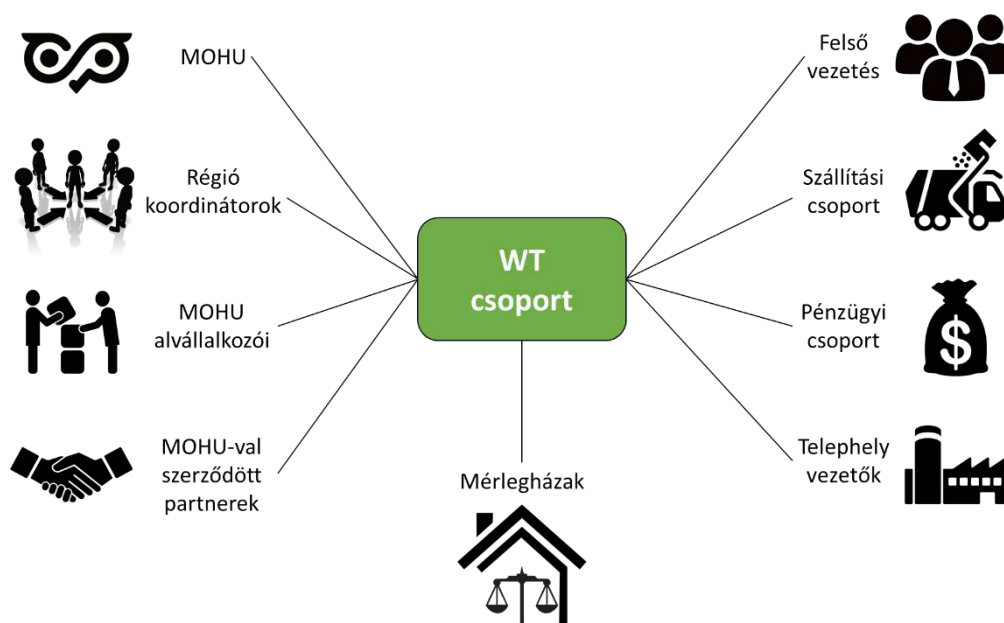 MOHU
Régió
koordinátorok
MOHU
alvállalkozói
MOHU-val
szerződött
partnerek
WT
csoport
Mérlegházak
Felső
vezetés
Szállítási
csoport
Pénzügyi
csoport
$
Telephely
vezetők